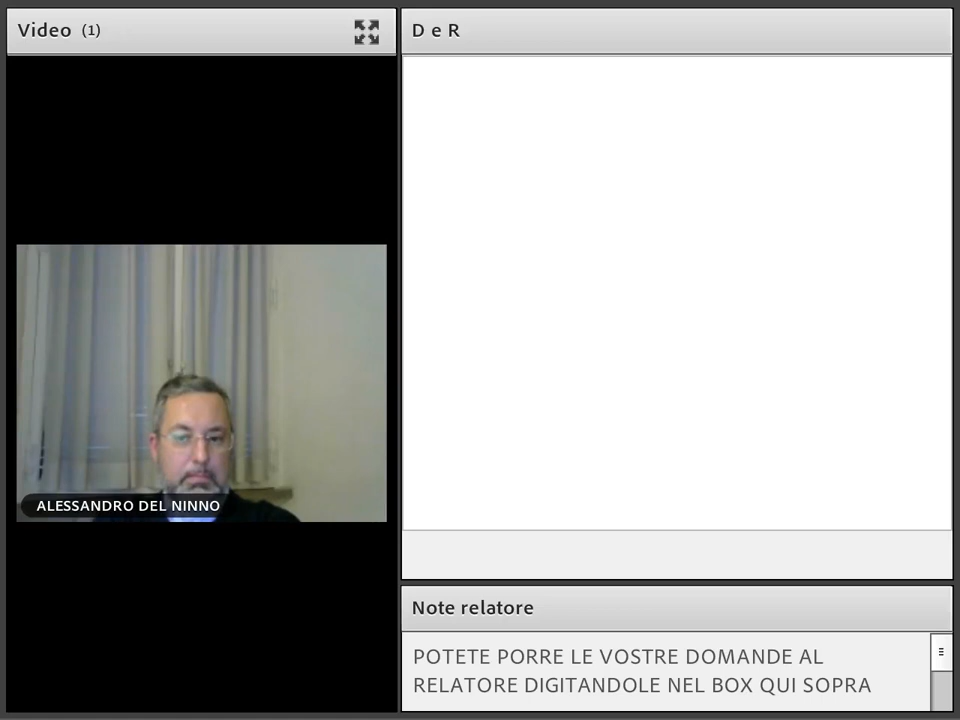 Video (1)
ALESSANDRO DEL NINNO
D e R
Note relatore
POTETE PORRE LE VOSTRE DOMANDE AL
RELATORE DIGITANDOLE NEL BOX QUI SOPRA